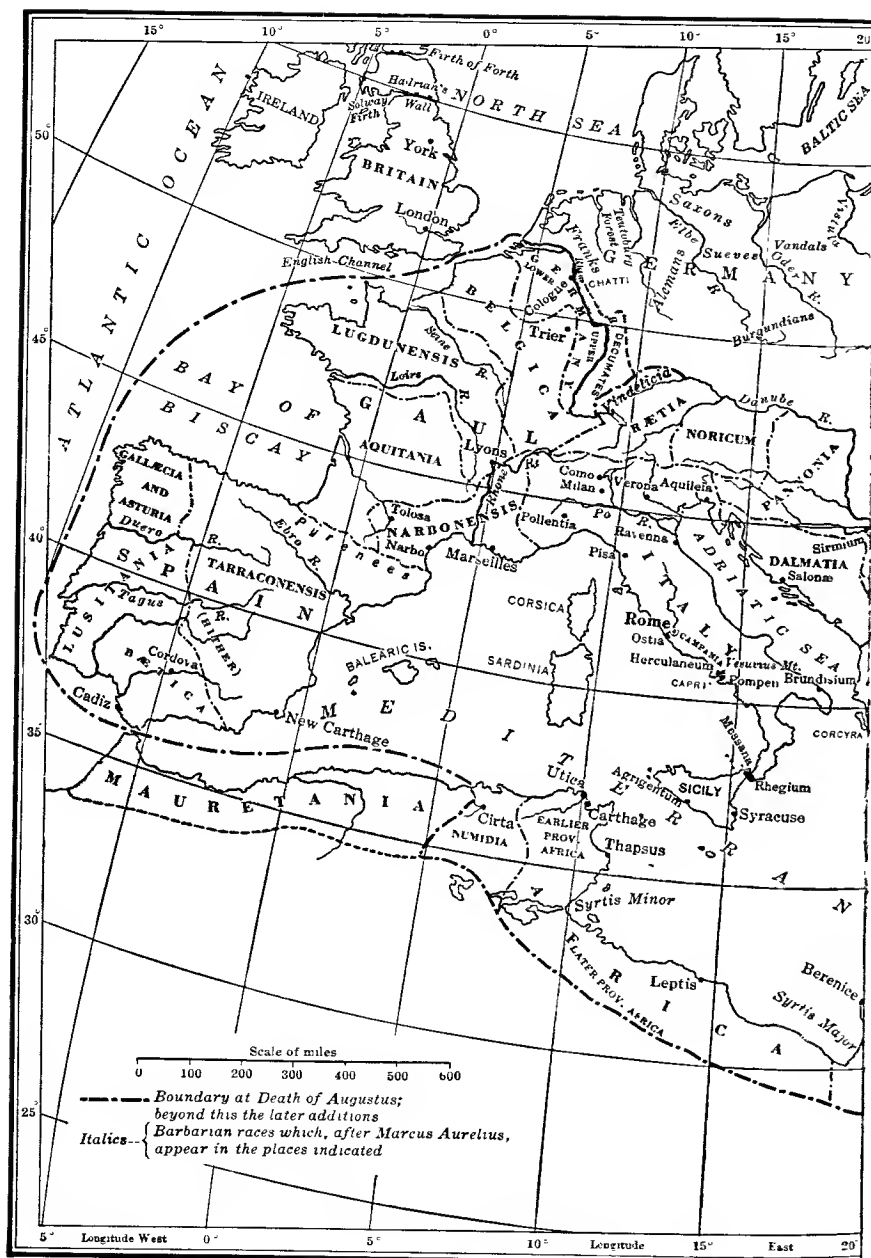 15° 10° 5° 0° 5° 10° 15° 20°
Firth of Forth
Hadrian's
Wall
NORTH SEA
BALTIC SEA
IRELAND
Solway
Firth
50°
York
BRITAIN
London
English Channel
ATLANTIC OCEAN
Saxons
Franks
Teutoburg
Forest
Elbe
R.
Vistula
Vandals
Sueves
Oder R.
Alemans
GERMANY
CHATTI
Burgundians
LOWER
UPPER
GERMANY
Cologne
Rhine
R.
Trier
DECUMATES
BELGICA
LUGDUNENSIS
Seine
R.
45°
BAY OF
BISCAY
Loire
R.
GAUL
AQUITANIA
Lyons
Vindelicia
RÆTIA
Danube R.
NORICUM
PANNONIA
GALLÆCIA
AND
ASTURIA
Duero
R.
Pyrenees
Ebro R.
Tolosa
NARBONENSIS
Narbo
Rhone
R.
Marseilles
Como
Milan
Verona
Aquileia
Pollentia
Po R.
Ravenna
Pisa
Sirmium
DALMATIA
Salonæ
ADRIATIC SEA
40°
SPAIN
LUSITANIA
TARRACONENSIS
(HITHER)
Tagus
R.
BÆTICA
Cordova
Cadiz
New Carthage
BALEARIC IS.
CORSICA
SARDINIA
ITALY
Rome
Ostia
CAMPANIA
Vesuvius Mt.
Herculaneum
Pompeii
CAPRI
Brundisium
CORCYRA
MEDITERRAN
35°
MAURETANIA
Messana
Rhegium
Agrigentum
SICILY
Syracuse
Utica
Carthage
Cirta
NUMIDIA
EARLIER
PROV.
AFRICA
Thapsus
Syrtis Minor
30°
AFRICA
LATER PROV. AFRICA
Leptis
Berenice
Syrtis Major
Scale of miles
0 100 200 300 400 500 600
Boundary at Death of Augustus;
beyond this the later additions
25°
Italics--{ Barbarian races which, after Marcus Aurelius,
appear in the places indicated
5° Longitude West 0° 5° 10° Longitude 15° East 20°